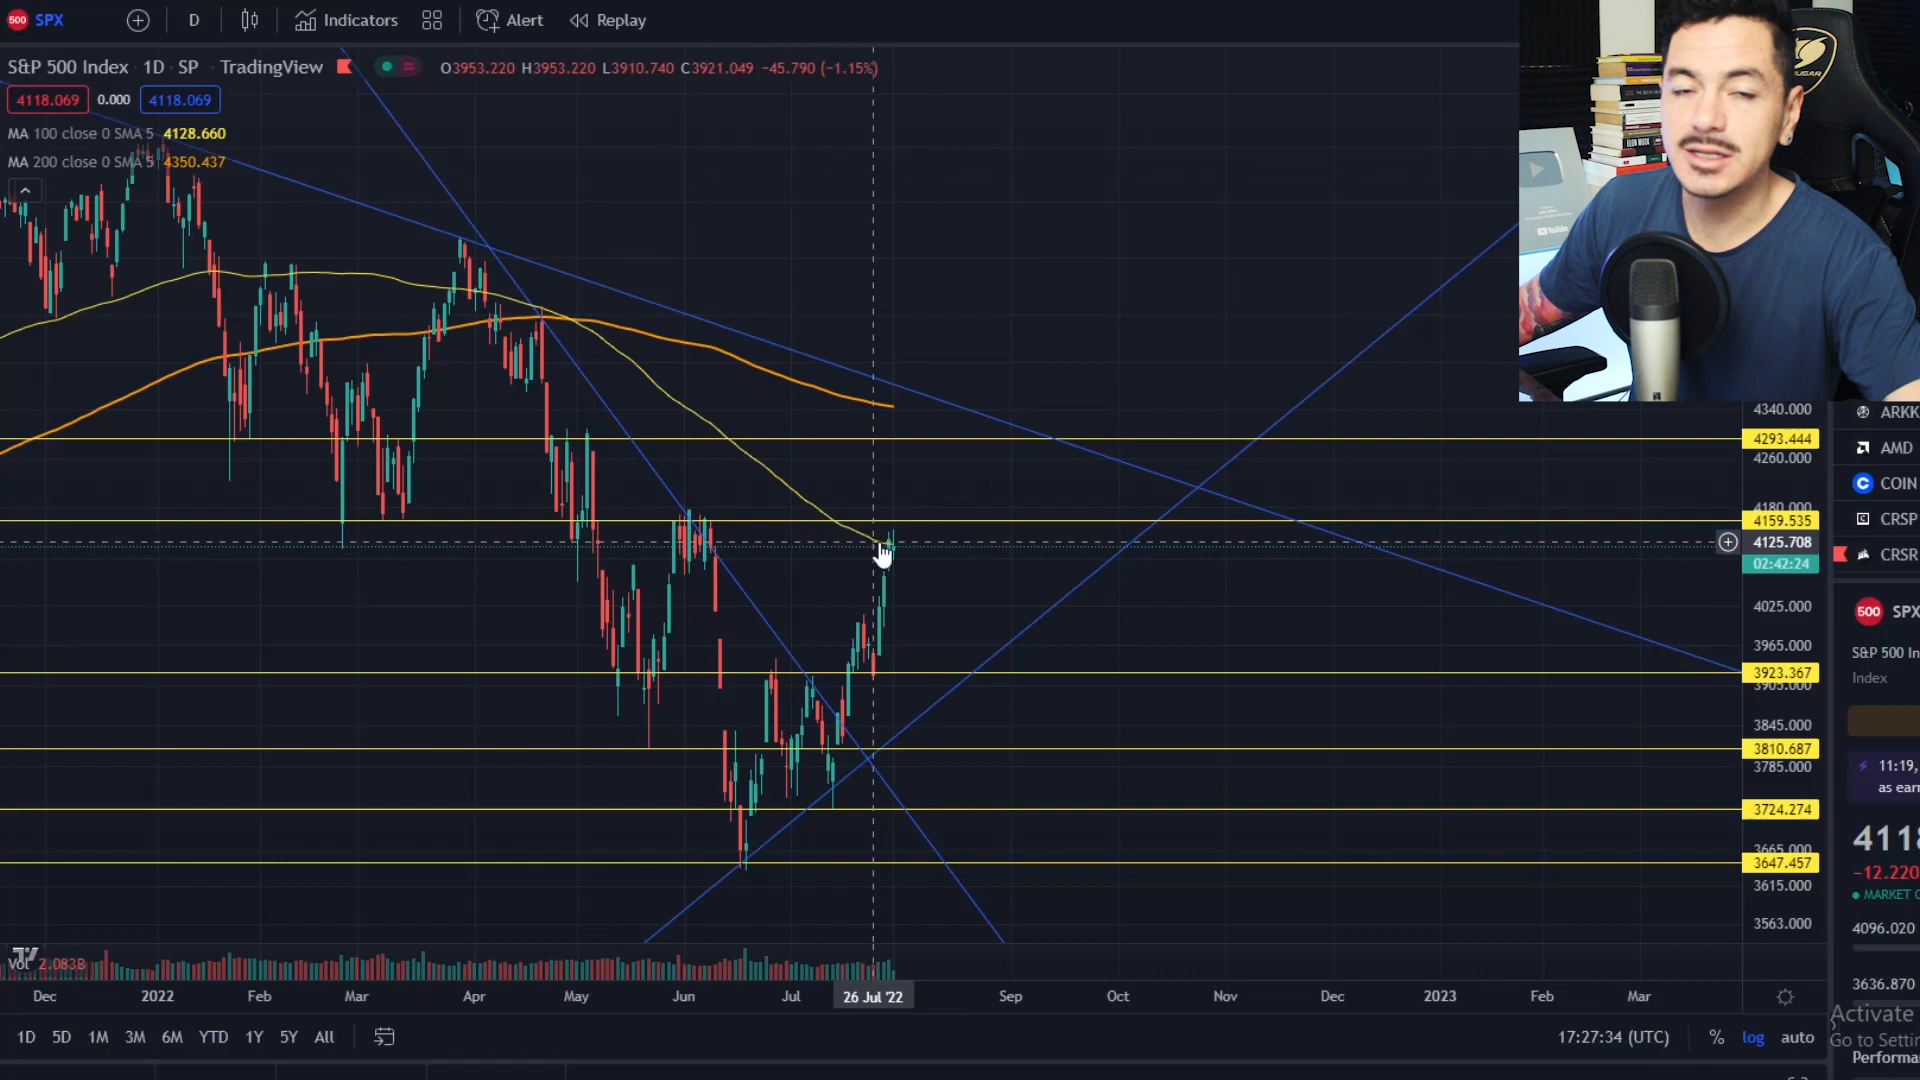 500 SPX D Indicators Alert Replay
S&P 500 Index · 1D · SP · TradingView O3953.220 H3953.220 L3910.740 C3921.049 −45.790 (−1.15%)
4118.069 0.000 4118.069
MA 100 close 0 SMA 5 4128.660
MA 200 close 0 SMA 5 4350.437
COUGAR
ELON MUSK
YouTube
4340.000
4293.444
4260.000
4180.000
4159.535
4125.708
02:42:24
4025.000
3965.000
3923.367
3905.000
3845.000
3810.687
3785.000
3724.274
3665.000
3647.457
3615.000
3563.000
ARKK
AMD
COIN
CRSP
CRSR
500 SPX
S&P 500 In
Index
11:19,
as earn
4118
−12.220
MARKET C
4096.020
3636.870
Vol 2.083B
Dec 2022 Feb Mar Apr May Jun Jul 26 Jul '22 Sep Oct Nov Dec 2023 Feb Mar
1D 5D 1M 3M 6M YTD 1Y 5Y All 17:27:34 (UTC) % log auto
Activate
Go to Settin
Performa